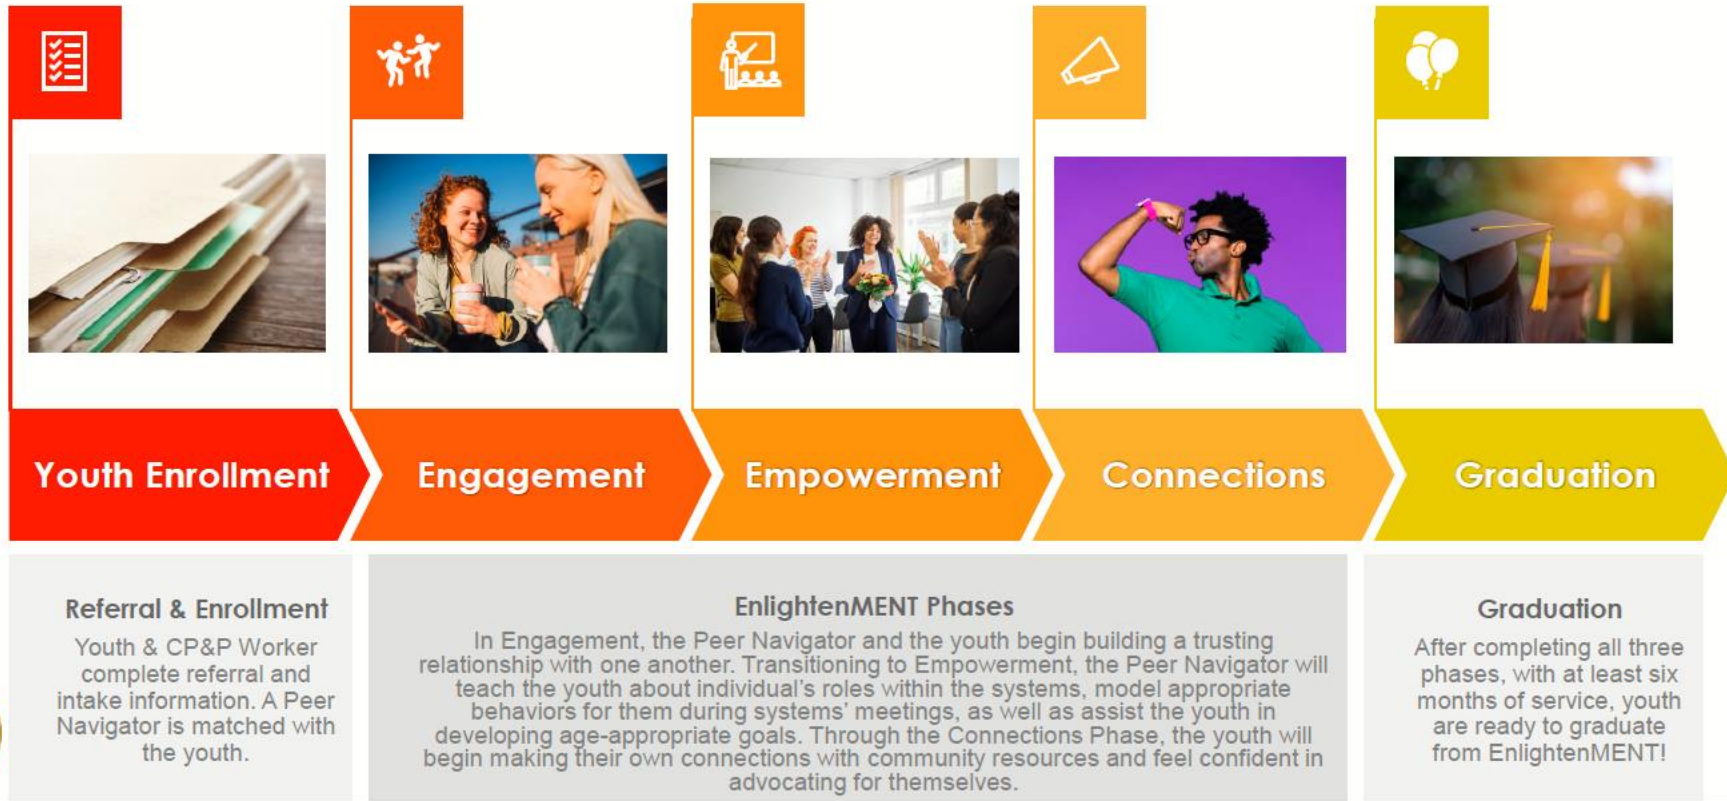 Youth Enrollment
Engagement
Empowerment
Connections
Graduation
Referral & Enrollment
Youth & CP&P Worker
complete referral and
intake information. A Peer
Navigator is matched with
the youth.
EnlightenMENT Phases
In Engagement, the Peer Navigator and the youth begin building a trusting
relationship with one another. Transitioning to Empowerment, the Peer Navigator will
teach the youth about individual's roles within the systems, model appropriate
behaviors for them during systems' meetings, as well as assist the youth in
developing age-appropriate goals. Through the Connections Phase, the youth will
begin making their own connections with community resources and feel confident in
advocating for themselves.
Graduation
After completing all three
phases, with at least six
months of service, youth
are ready to graduate
from EnlightenMENT!